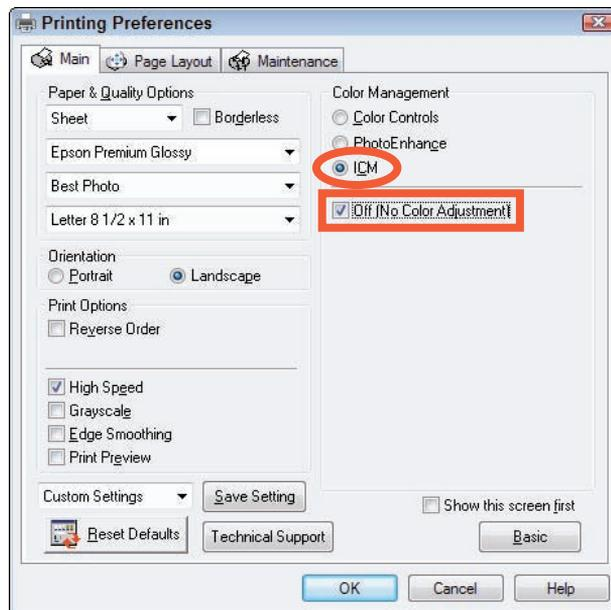 Printing Preferences
Main
Page Layout
Maintenance
Paper & Quality Options
Sheet
Borderless
Epson Premium Glossy
Best Photo
Letter 8 1/2 x 11 in
Orientation
Portrait
Landscape
Print Options
Reverse Order
High Speed
Grayscale
Edge Smoothing
Print Preview
Custom Settings
Save Setting
Reset Defaults
Technical Support
Color Management
Color Controls
PhotoEnhance
ICM
Off (No Color Adjustment)
Show this screen first
Basic
OK
Cancel
Help